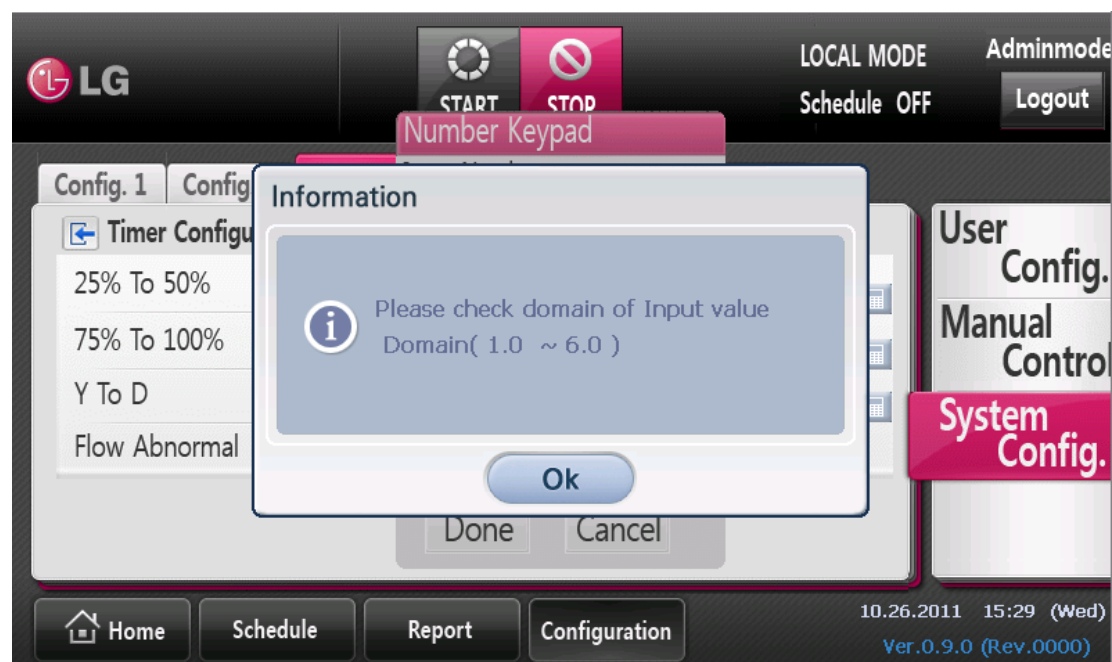 LG
START
STOP
LOCAL MODE
Schedule OFF
Adminmode
Logout
Number Keypad
Config. 1
Config
Timer Configu
25% To 50%
75% To 100%
Y To D
Flow Abnormal
Information
Please check domain of Input value
Domain( 1.0 ~ 6.0 )
Ok
Done
Cancel
User
Config.
Manual
Control
System
Config.
Home
Schedule
Report
Configuration
10.26.2011 15:29 (Wed)
Ver.0.9.0 (Rev.0000)